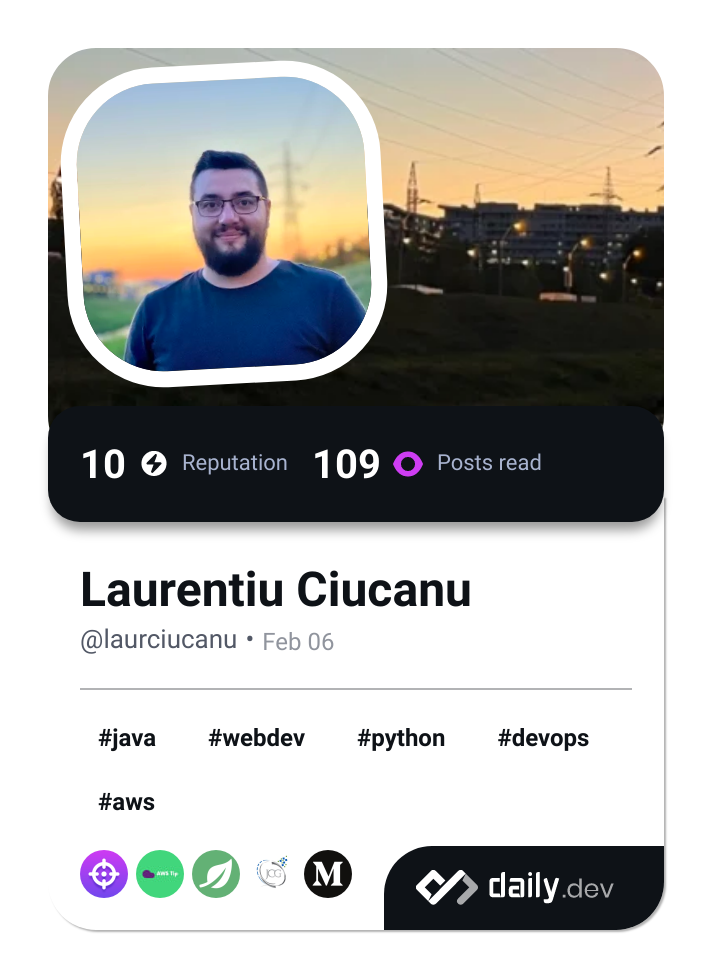 10 Reputation 109 Posts read
Laurentiu Ciucanu
@laurciucanu • Feb 06
#java #webdev #python #devops
#aws
AWS Tip JCG M daily.dev